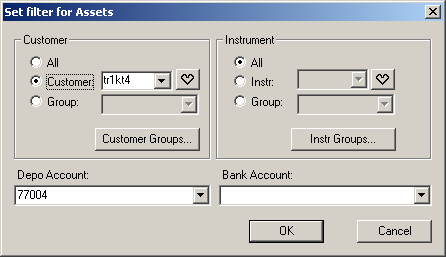 Set filter for Assets
Customer
All
Customer: tr1kt4
Group:
Customer Groups...
Instrument
All
Instr:
Group:
Instr Groups...
Depo Account:
77004
Bank Account:
OK
Cancel